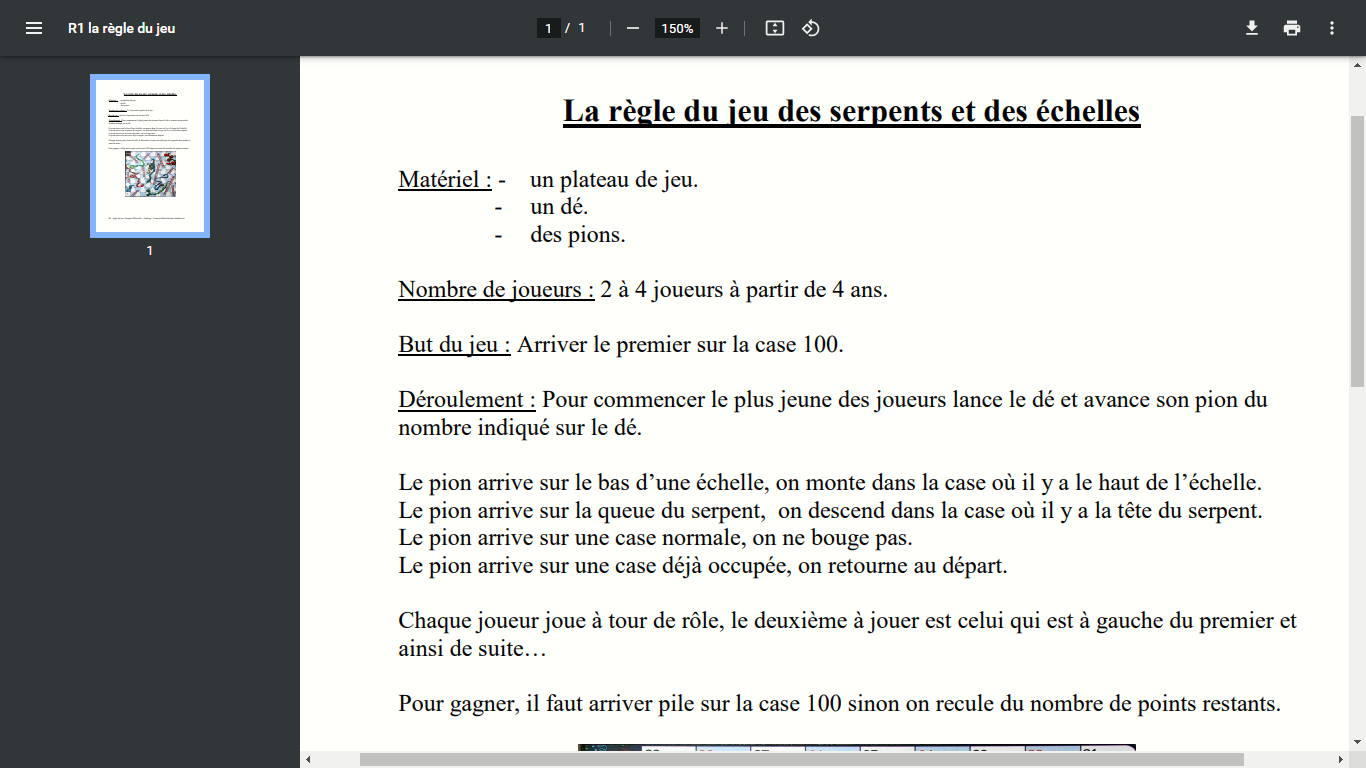 R1 la règle du jeu
1 / 1
150%
1
La règle du jeu des serpents et des échelles
Matériel : - un plateau de jeu.
- un dé.
- des pions.
Nombre de joueurs : 2 à 4 joueurs à partir de 4 ans.
But du jeu : Arriver le premier sur la case 100.
Déroulement : Pour commencer le plus jeune des joueurs lance le dé et avance son pion du
nombre indiqué sur le dé.
Le pion arrive sur le bas d’une échelle, on monte dans la case où il y a le haut de l’échelle.
Le pion arrive sur la queue du serpent, on descend dans la case où il y a la tête du serpent.
Le pion arrive sur une case normale, on ne bouge pas.
Le pion arrive sur une case déjà occupée, on retourne au départ.
Chaque joueur joue à tour de rôle, le deuxième à jouer est celui qui est à gauche du premier et
ainsi de suite…
Pour gagner, il faut arriver pile sur la case 100 sinon on recule du nombre de points restants.